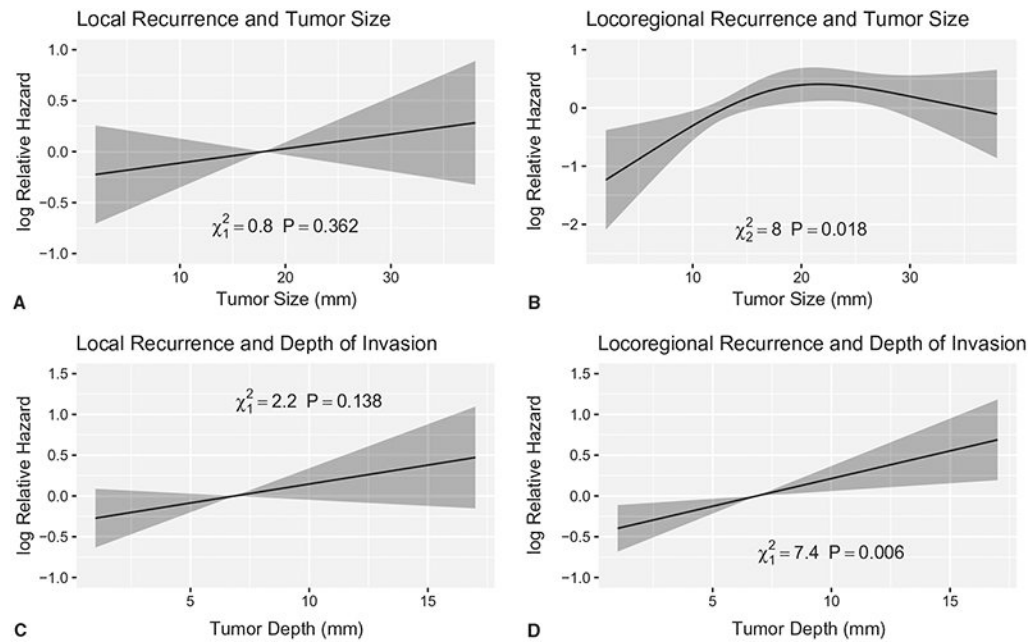 Local Recurrence and Tumor Size
log Relative Hazard
1.0
0.5
0.0
−0.5
−1.0
χ₁² = 0.8 P = 0.362
10 20 30
Tumor Size (mm)
A
Locoregional Recurrence and Tumor Size
log Relative Hazard
1
0
−1
−2
χ₂² = 8 P = 0.018
10 20 30
Tumor Size (mm)
B
Local Recurrence and Depth of Invasion
log Relative Hazard
1.5
1.0
0.5
0.0
−0.5
−1.0
χ₁² = 2.2 P = 0.138
5 10 15
Tumor Depth (mm)
C
Locoregional Recurrence and Depth of Invasion
log Relative Hazard
1.5
1.0
0.5
0.0
−0.5
−1.0
χ₁² = 7.4 P = 0.006
5 10 15
Tumor Depth (mm)
D